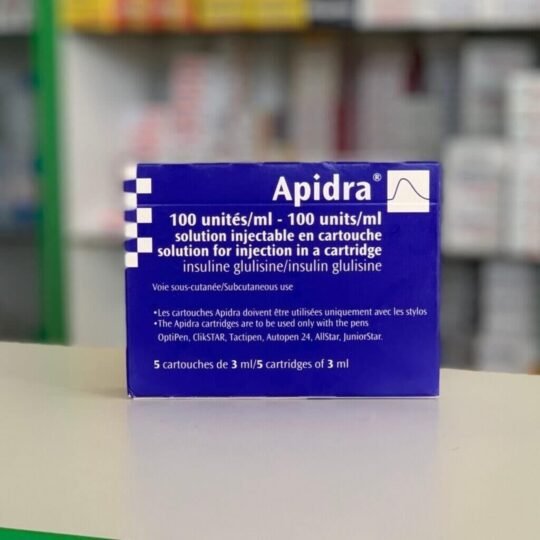 Apidra®
100 unités/ml - 100 units/ml
solution injectable en cartouche
solution for injection in a cartridge
insuline glulisine/insulin glulisine
Voie sous-cutanée/Subcutaneous use
•Les cartouches Apidra doivent être utilisées uniquement avec les stylos
•The Apidra cartridges are to be used only with the pens
OptiPen, ClikSTAR, Tactipen, Autopen 24, AllStar, JuniorStar.
5 cartouches de 3 ml/5 cartridges of 3 ml